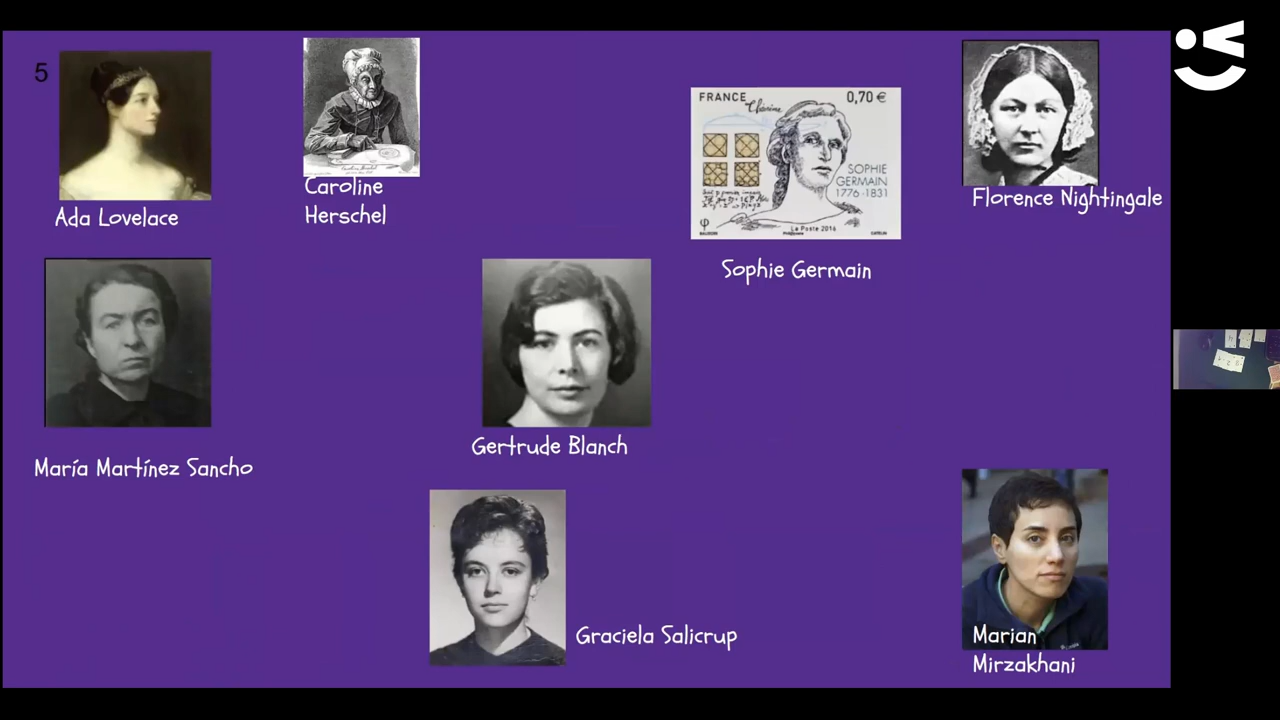 5
Ada Lovelace
Caroline
Herschel
FRANCE
0,70 €
SOPHIE
GERMAIN
1776 -1831
La Poste 2016
Sophie Germain
Florence Nightingale
María Martínez Sancho
Gertrude Blanch
Graciela Salicrup
Marian
Mirzakhani